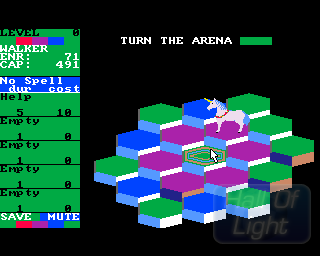 LEVEL 0
TURN THE ARENA
WALKER
ENR: 71
CAP: 491
No Spell
dur cost
Help
5 10
Empty
1 0
Empty
1 0
Empty
1 0
Empty
1 0
SAVE MUTE
Hall Of
Light